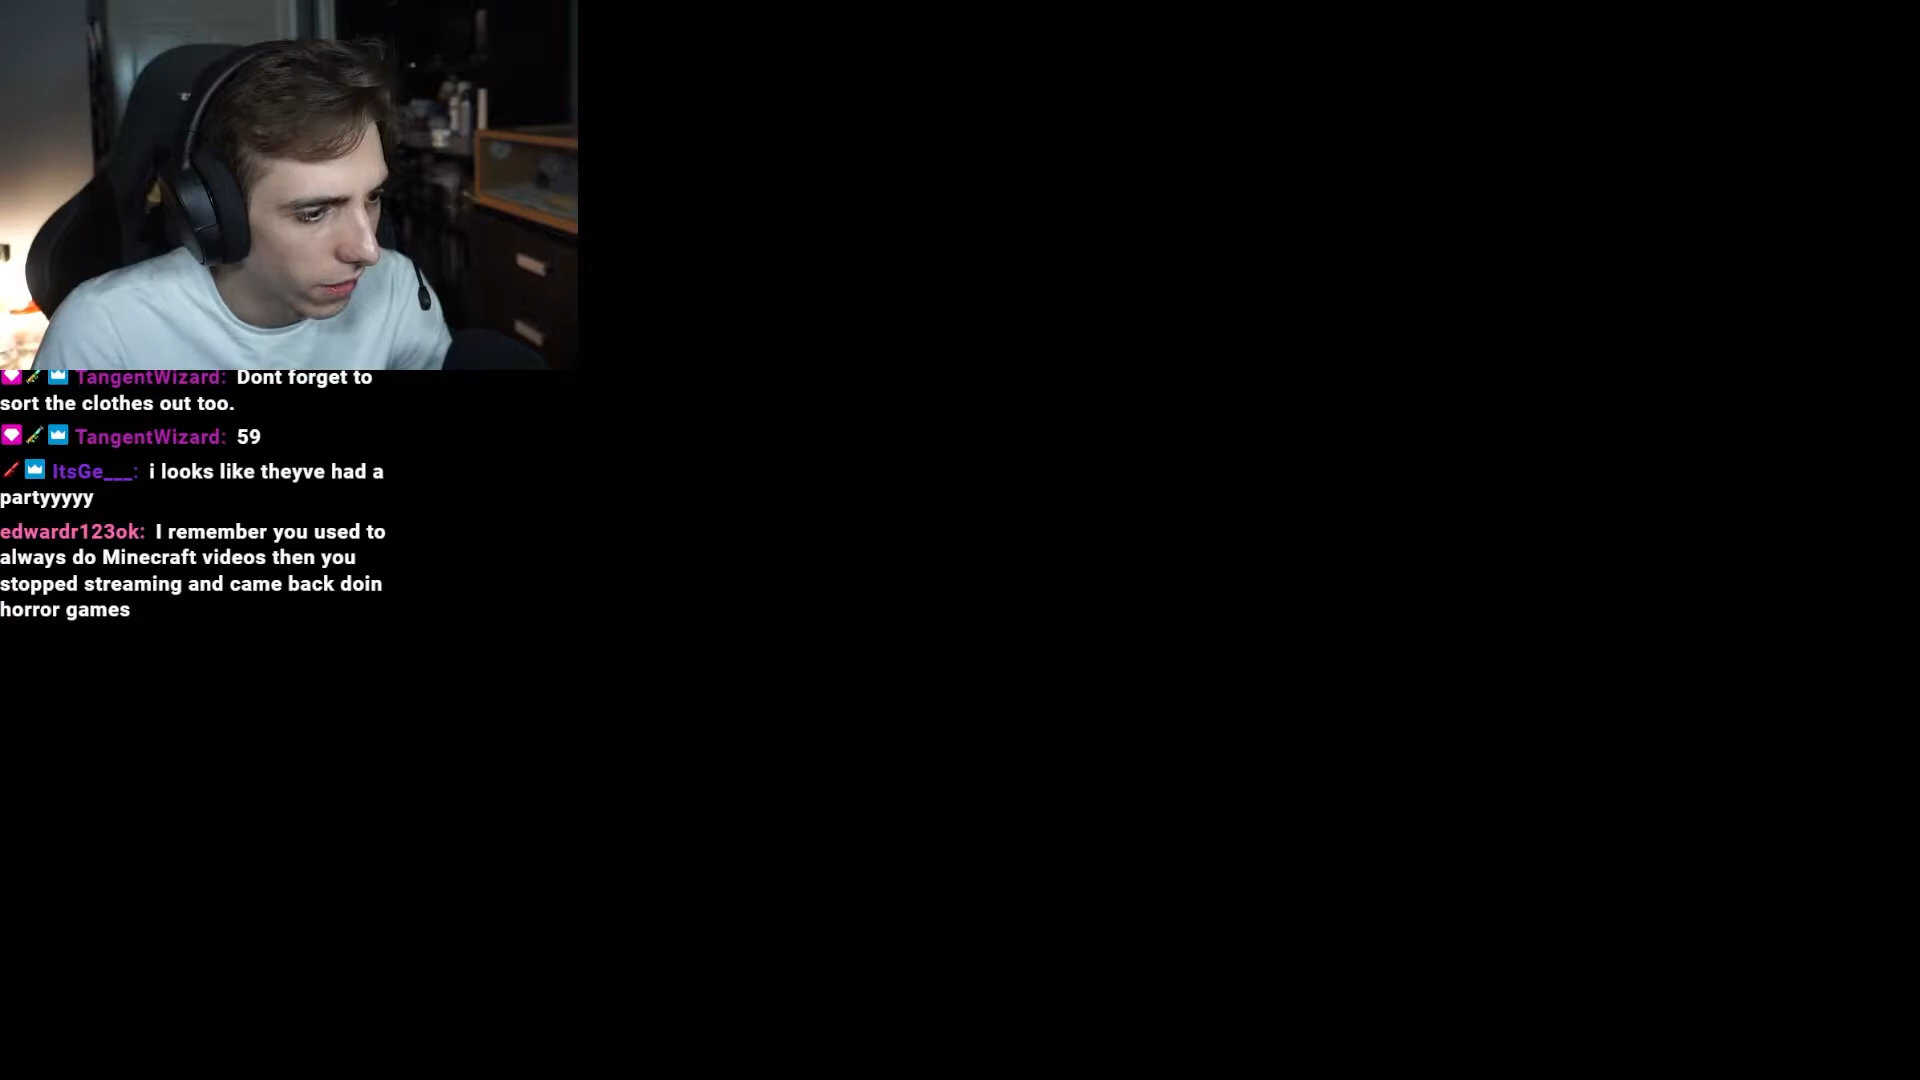 TangentWizard: Dont forget to
sort the clothes out too.
TangentWizard: 59
ItsGe___: i looks like theyve had a
partyyyyy
edwardr123ok: I remember you used to
always do Minecraft videos then you
stopped streaming and came back doin
horror games